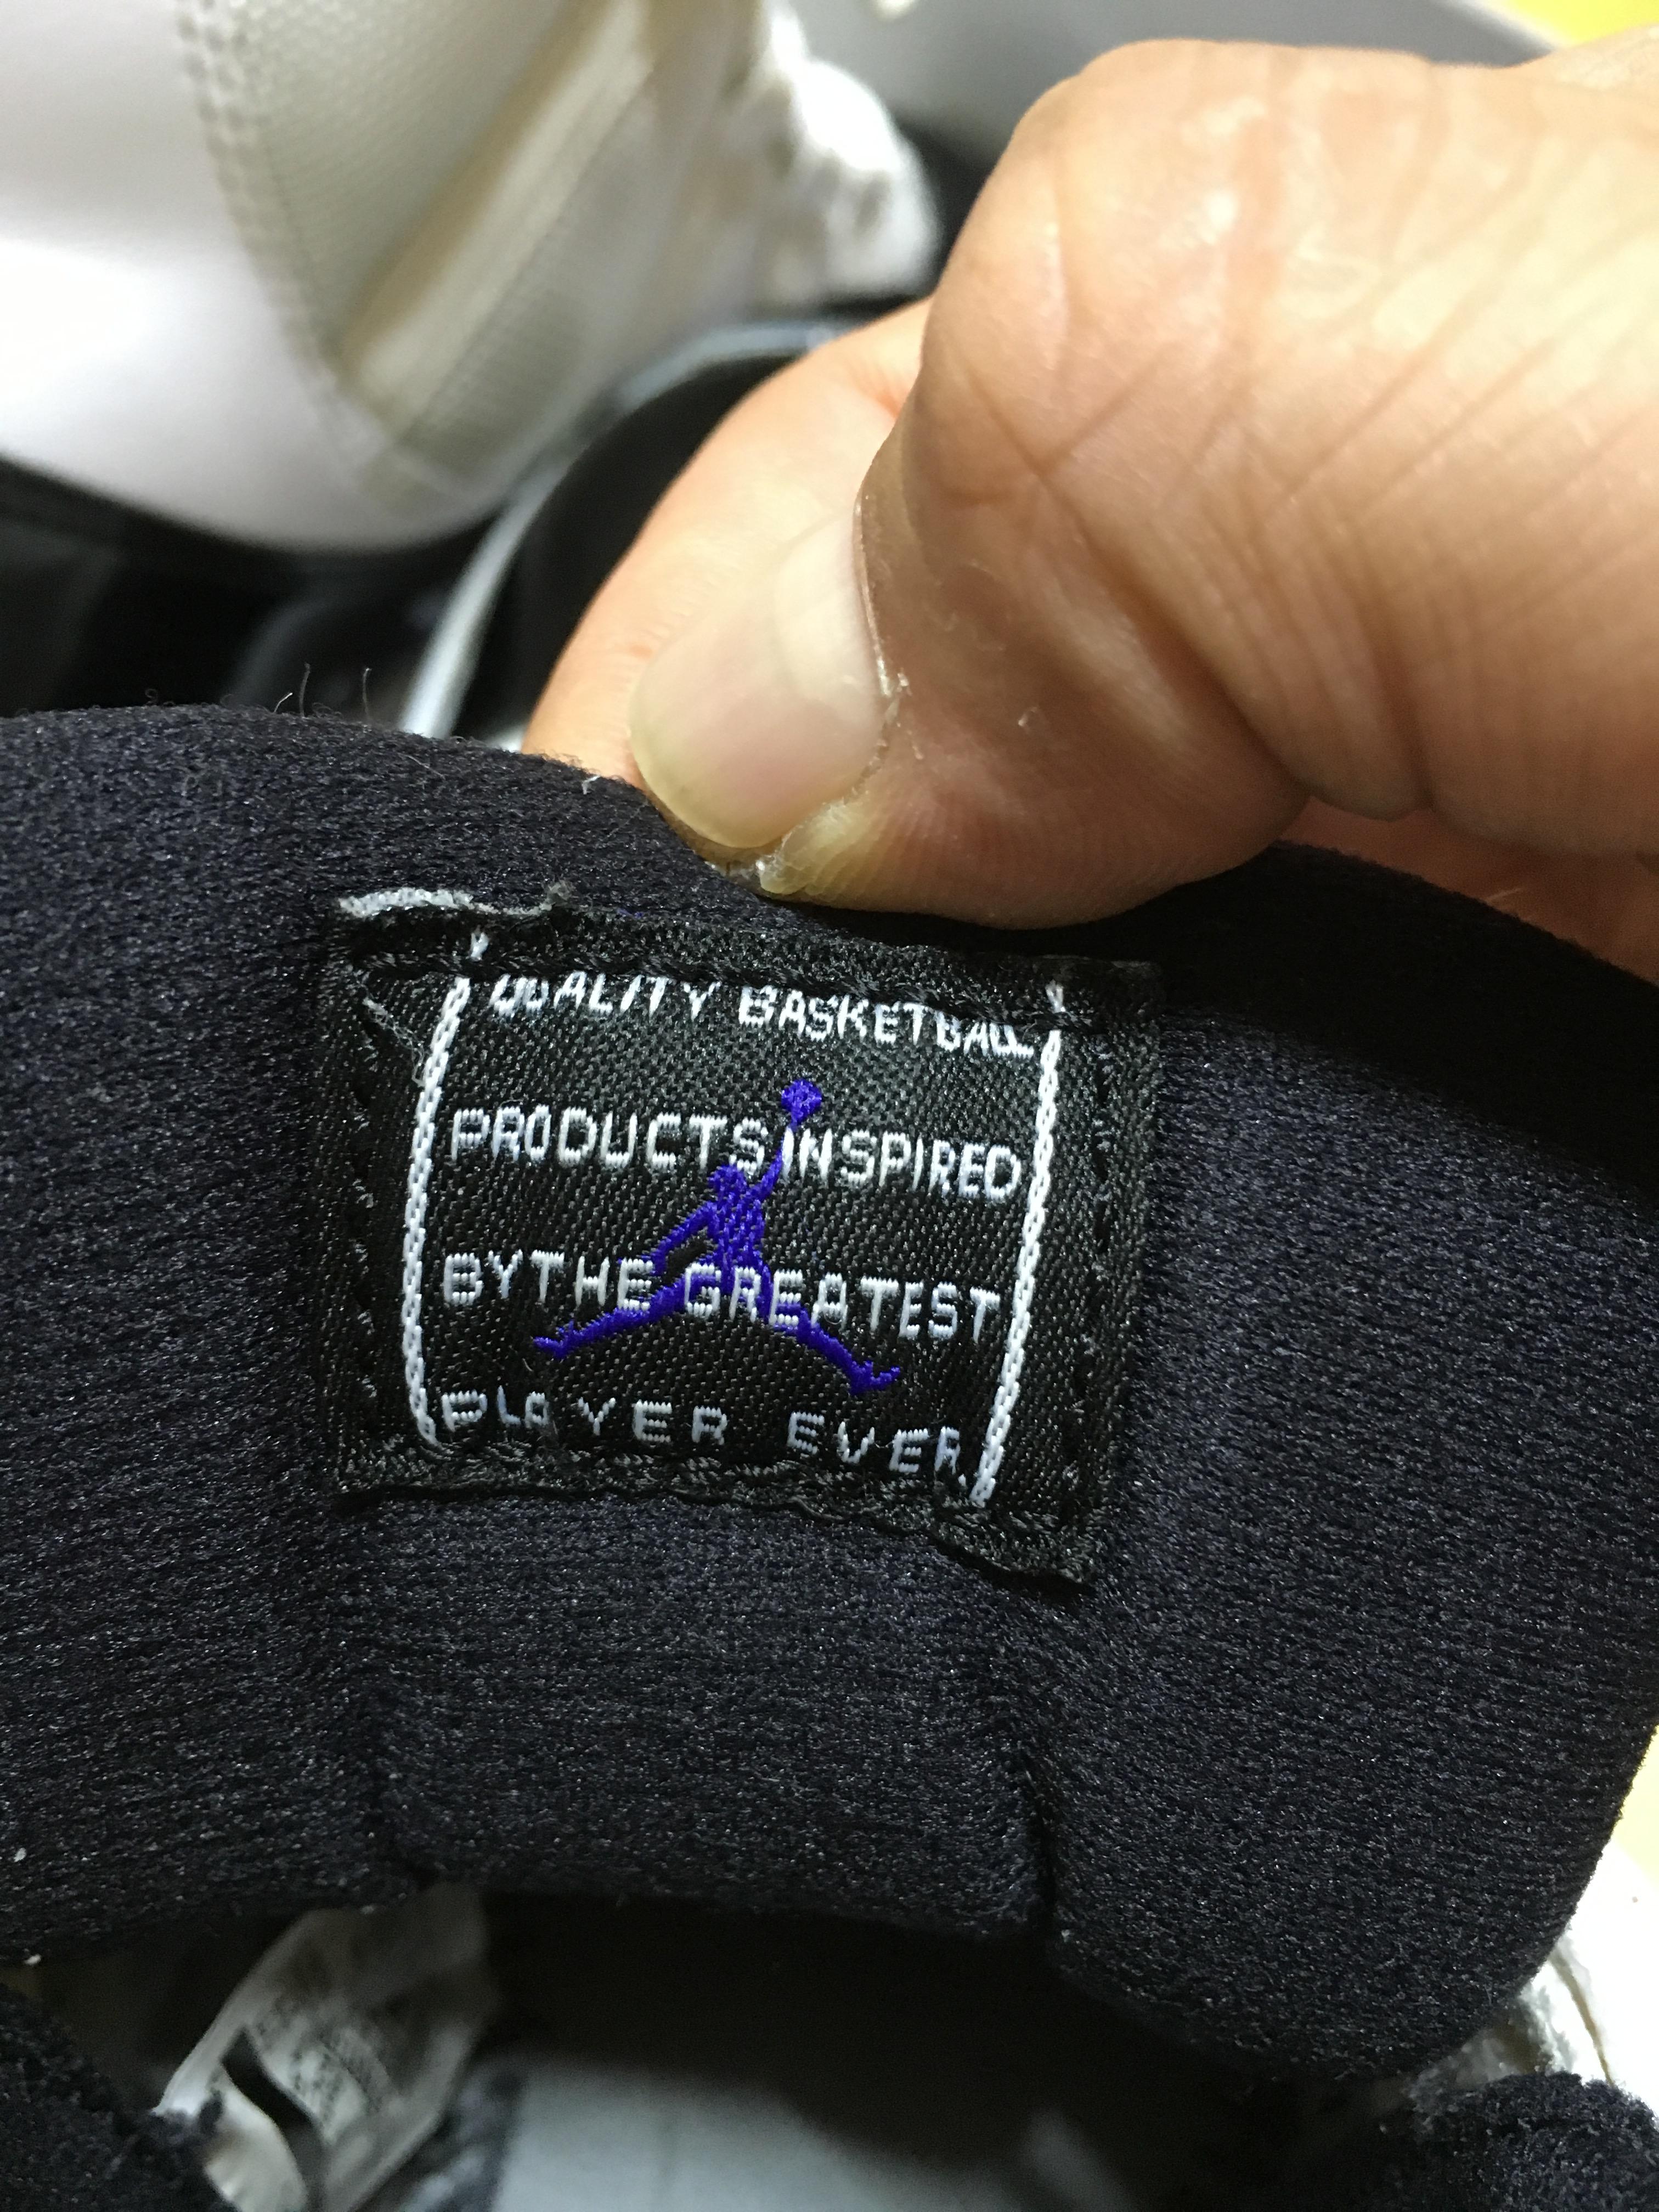 QUALITY BASKETBALL
PRODUCTS INSPIRED
BY THE GREATEST
PLAYER EVER.